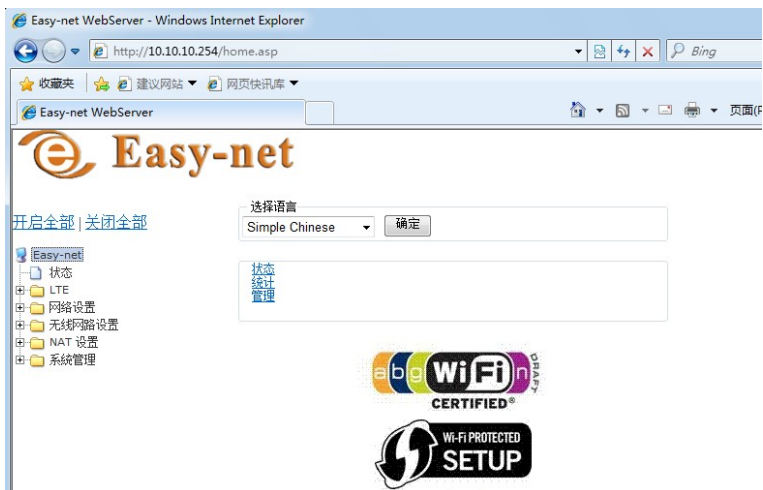 Easy-net WebServer - Windows Internet Explorer
http://10.10.10.254/home.asp
Bing
收藏夹 建议网站 网页快讯库
Easy-net WebServer
页面(P
Easy-net
开启全部 | 关闭全部
选择语言
Simple Chinese 确定
Easy-net
状态
LTE
网络设置
无线网路设置
NAT 设置
系统管理
状态
统计
管理
abg WiFi n DRAFT
CERTIFIED®
Wi-Fi PROTECTED
SETUP